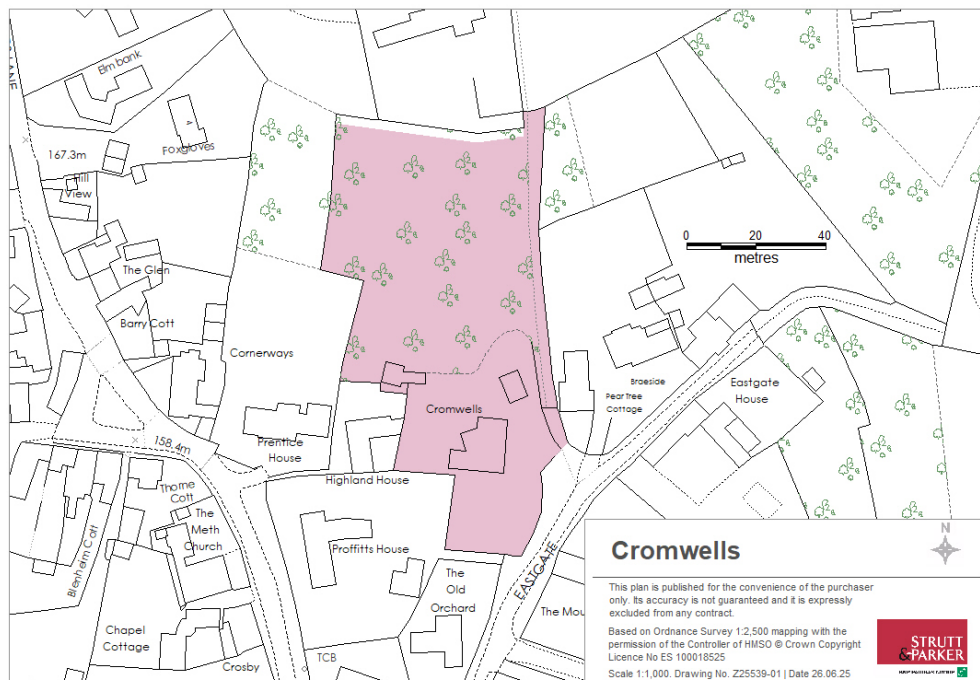 Elm bank
4
Foxgloves
167.3m
Hill
View
The Glen
Barry Cott
Cornerways
0 20 40
metres
Cromwells
Braeside
Pear Tree
Cottage
Eastgate
House
158.4m
Prentice
House
Highland House
Thorne
Cott
The
Meth
Church
Blenheim Cott
Proffitts House
The
Old
Orchard
EASTGATE
The Mou
Chapel
Cottage
Crosby
TCB
N
Cromwells
This plan is published for the convenience of the purchaser
only. Its accuracy is not guaranteed and it is expressly
excluded from any contract.
Based on Ordnance Survey 1:2,500 mapping with the
permission of the Controller of HMSO © Crown Copyright
Licence No ES 100018525
Scale 1:1,000. Drawing No. Z25539-01 | Date 26.06.25
STRUTT
&PARKER